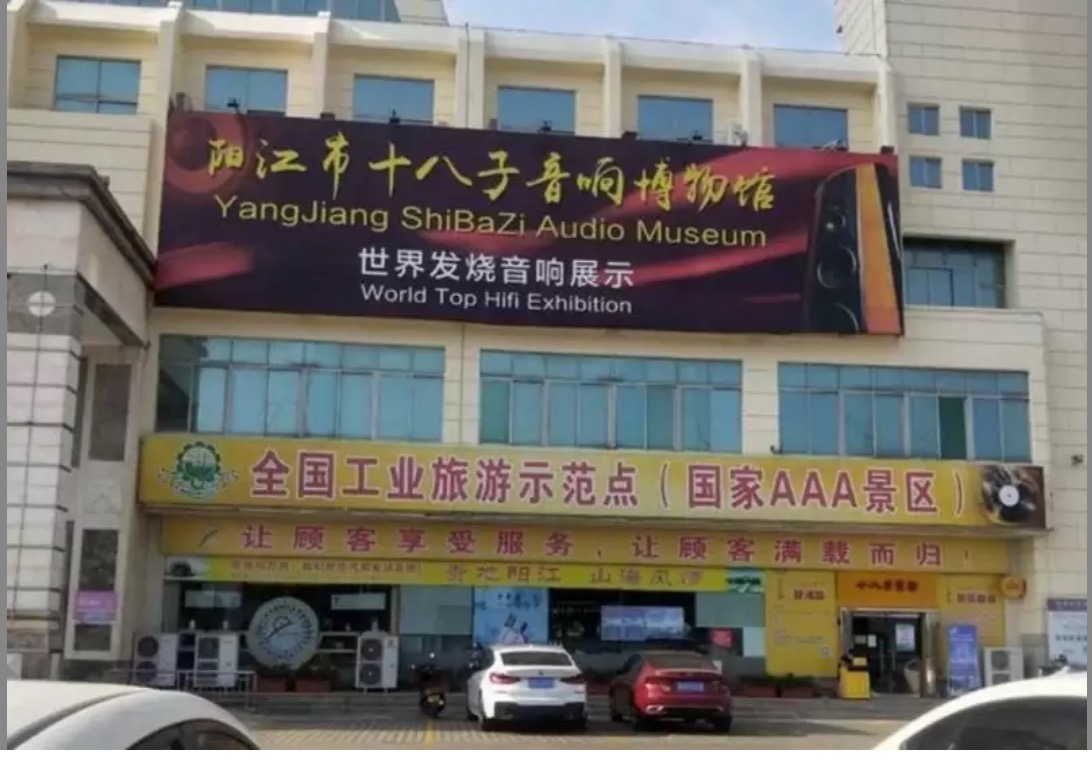 阳江市十八子音响博物馆
YangJiang ShiBaZi Audio Museum
世界发烧音响展示
World Top Hifi Exhibition
全国工业旅游示范点(国家AAA景区)
让顾客享受服务,让顾客满载而归!
阳江 山海风情